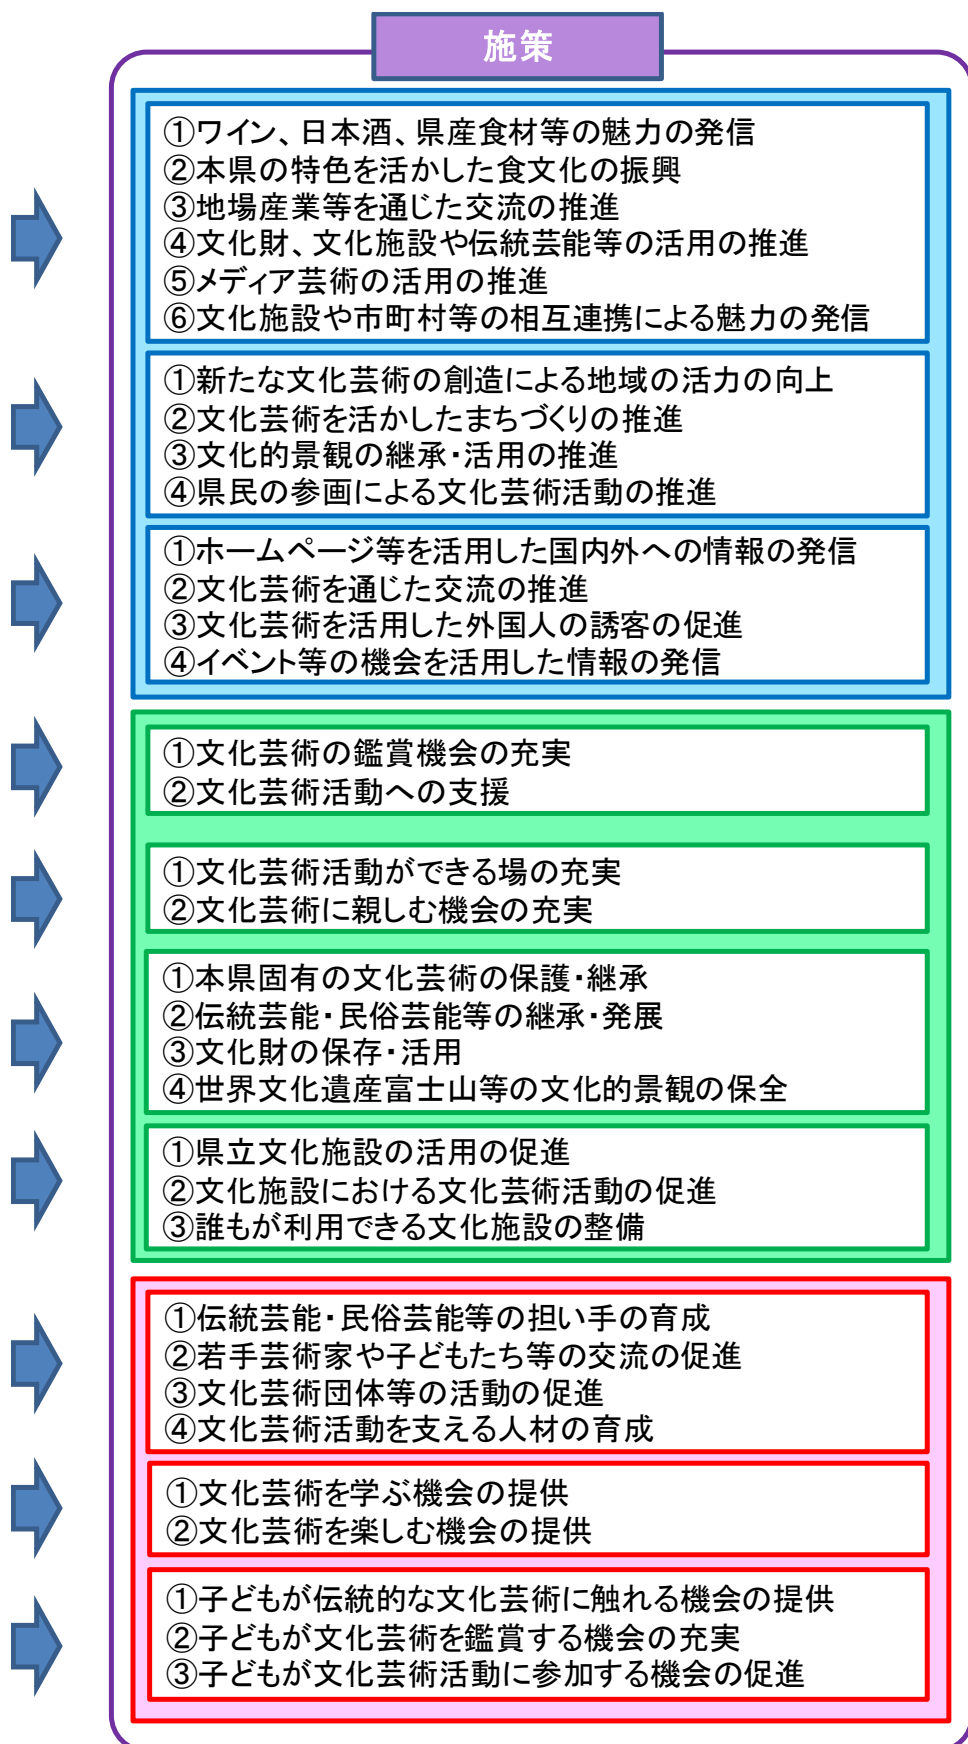 施策
①ワイン、日本酒、県産食材等の魅力の発信
②本県の特色を活かした食文化の振興
③地場産業等を通じた交流の推進
④文化財、文化施設や伝統芸能等の活用の推進
⑤メディア芸術の活用の推進
⑥文化施設や市町村等の相互連携による魅力の発信
①新たな文化芸術の創造による地域の活力の向上
②文化芸術を活かしたまちづくりの推進
③文化的景観の継承・活用の推進
④県民の参画による文化芸術活動の推進
①ホームページ等を活用した国内外への情報の発信
②文化芸術を通じた交流の推進
③文化芸術を活用した外国人の誘客の促進
④イベント等の機会を活用した情報の発信
①文化芸術の鑑賞機会の充実
②文化芸術活動への支援
①文化芸術活動ができる場の充実
②文化芸術に親しむ機会の充実
①本県固有の文化芸術の保護・継承
②伝統芸能・民俗芸能等の継承・発展
③文化財の保存・活用
④世界文化遺産富士山等の文化的景観の保全
①県立文化施設の活用の促進
②文化施設における文化芸術活動の促進
③誰もが利用できる文化施設の整備
①伝統芸能・民俗芸能等の担い手の育成
②若手芸術家や子どもたち等の交流の促進
③文化芸術団体等の活動の促進
④文化芸術活動を支える人材の育成
①文化芸術を学ぶ機会の提供
②文化芸術を楽しむ機会の提供
①子どもが伝統的な文化芸術に触れる機会の提供
②子どもが文化芸術を鑑賞する機会の充実
③子どもが文化芸術活動に参加する機会の促進